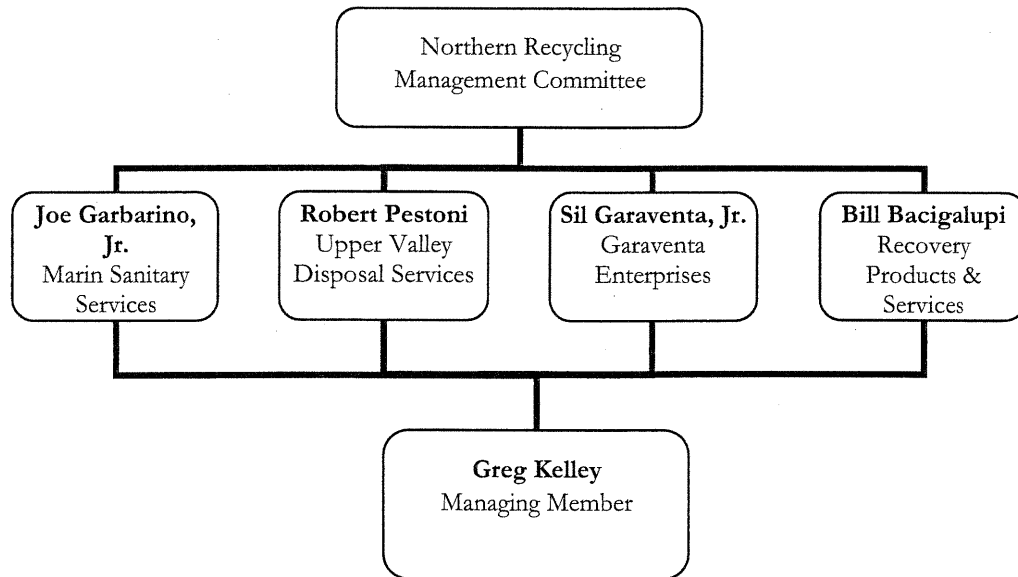 Northern Recycling
Management Committee
Joe Garbarino,
Jr.
Marin Sanitary
Services
Robert Pestoni
Upper Valley
Disposal Services
Sil Garaventa, Jr.
Garaventa
Enterprises
Bill Bacigalupi
Recovery
Products &
Services
Greg Kelley
Managing Member